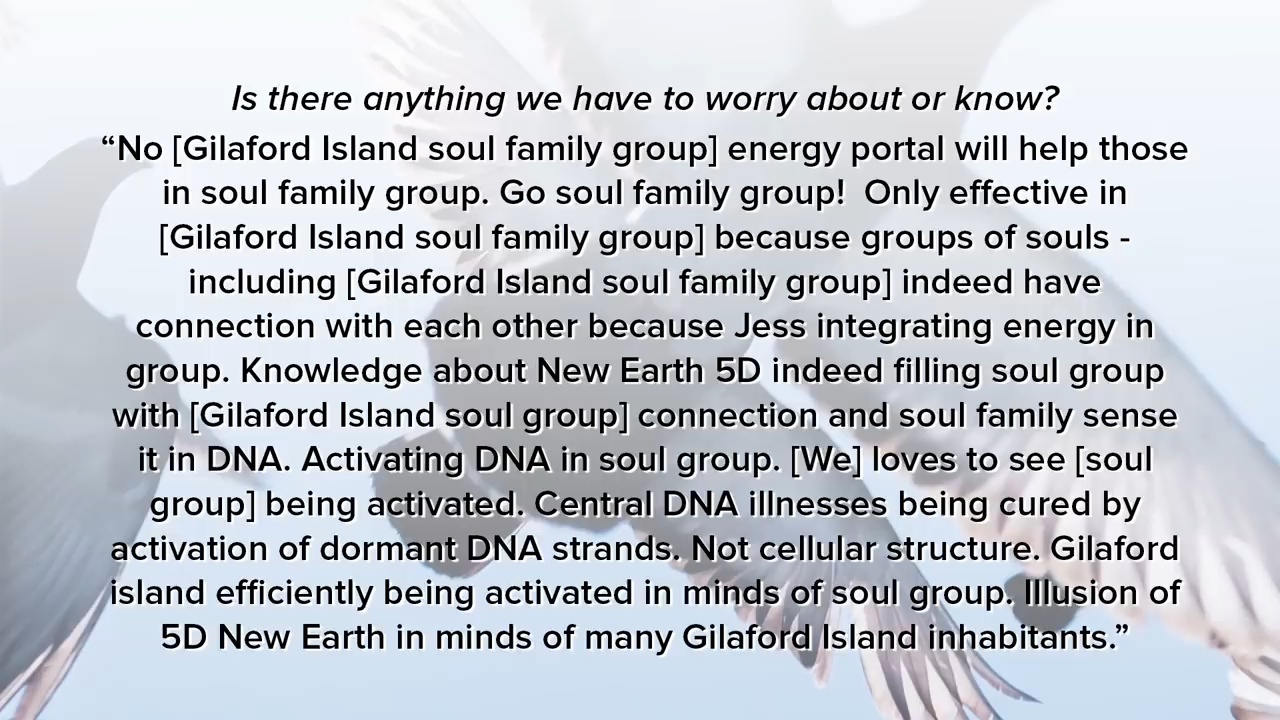 Is there anything we have to worry about or know?
“No [Gilaford Island soul family group] energy portal will help those
in soul family group. Go soul family group!  Only effective in
[Gilaford Island soul family group] because groups of souls -
including [Gilaford Island soul family group] indeed have
connection with each other because Jess integrating energy in
group. Knowledge about New Earth 5D indeed filling soul group
with [Gilaford Island soul group] connection and soul family sense
it in DNA. Activating DNA in soul group. [We] loves to see [soul
group] being activated. Central DNA illnesses being cured by
activation of dormant DNA strands. Not cellular structure. Gilaford
island efficiently being activated in minds of soul group. Illusion of
5D New Earth in minds of many Gilaford Island inhabitants.”